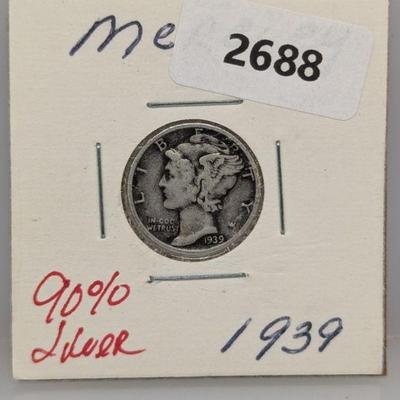 Me
2688
LIBERTY
IN GOD
WE TRUST
1939
90%
Silver
1939